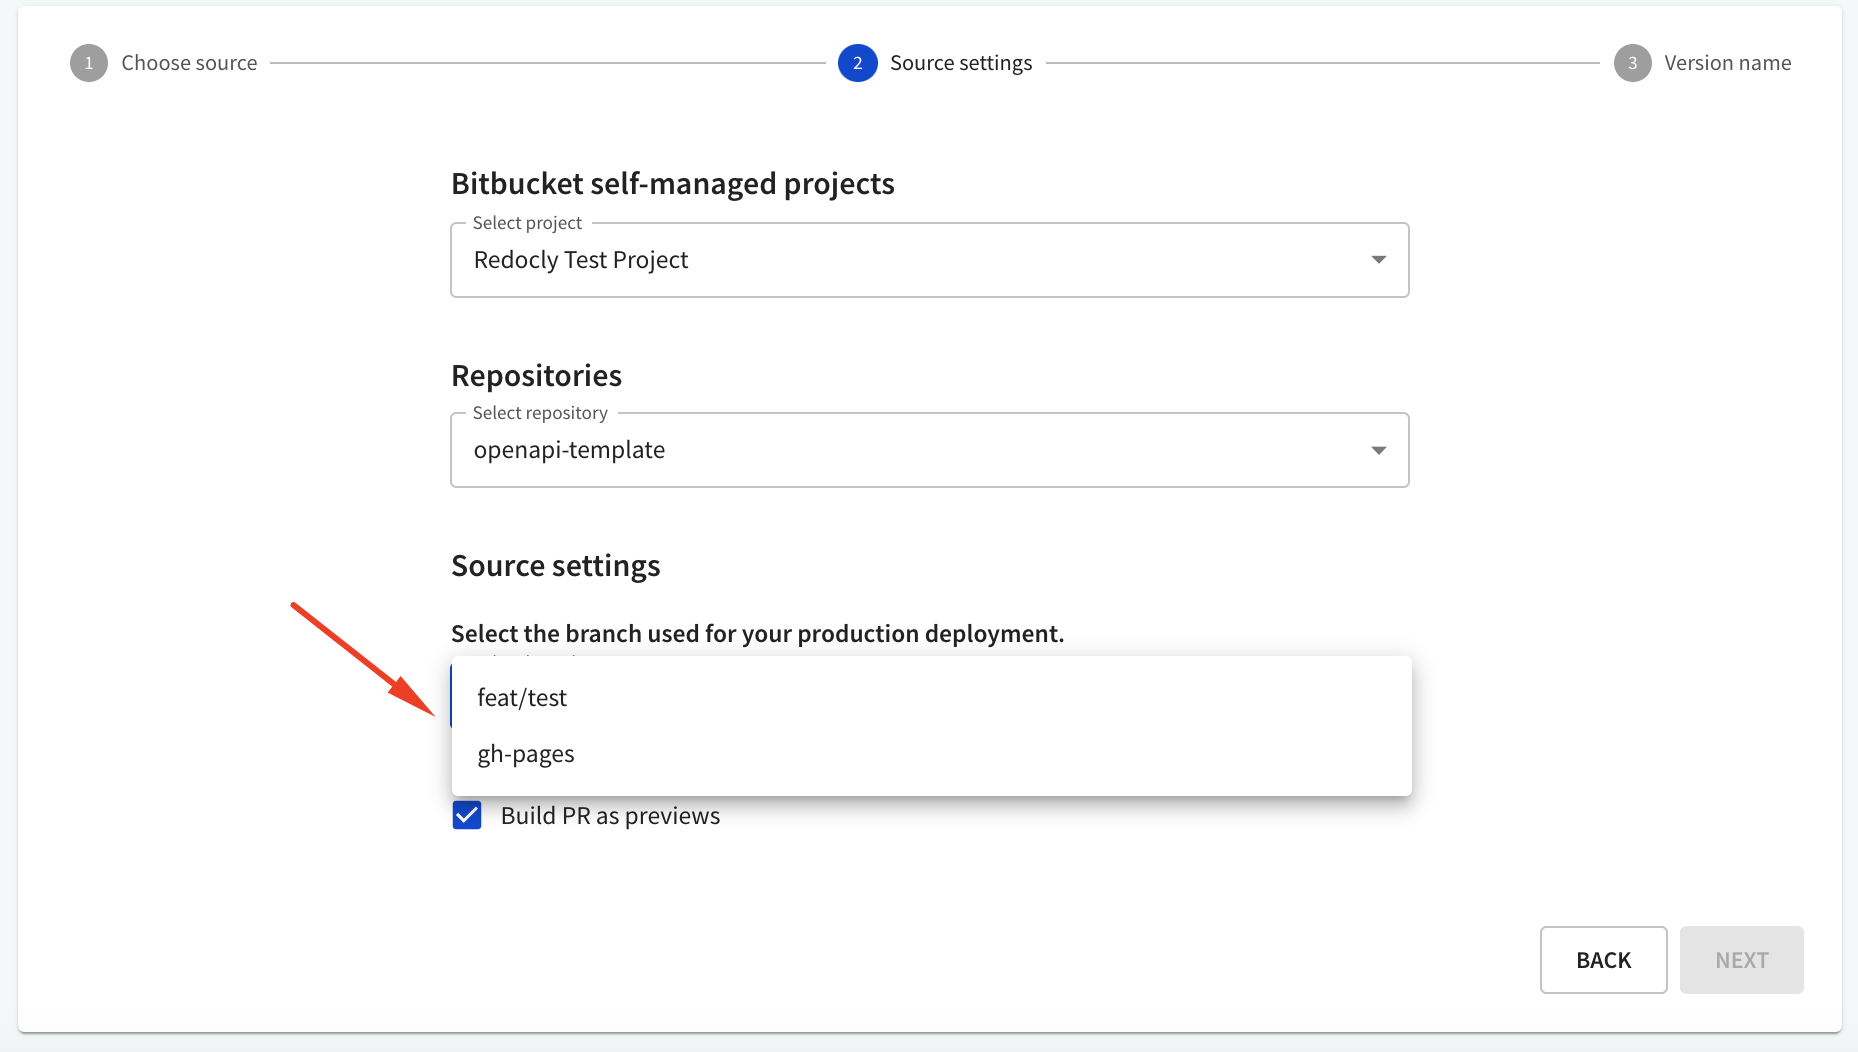 1 Choose source 2 Source settings 3 Version name
Bitbucket self-managed projects
Select project
Redocly Test Project
Repositories
Select repository
openapi-template
Source settings
Select the branch used for your production deployment.
feat/test
gh-pages
Build PR as previews
BACK NEXT